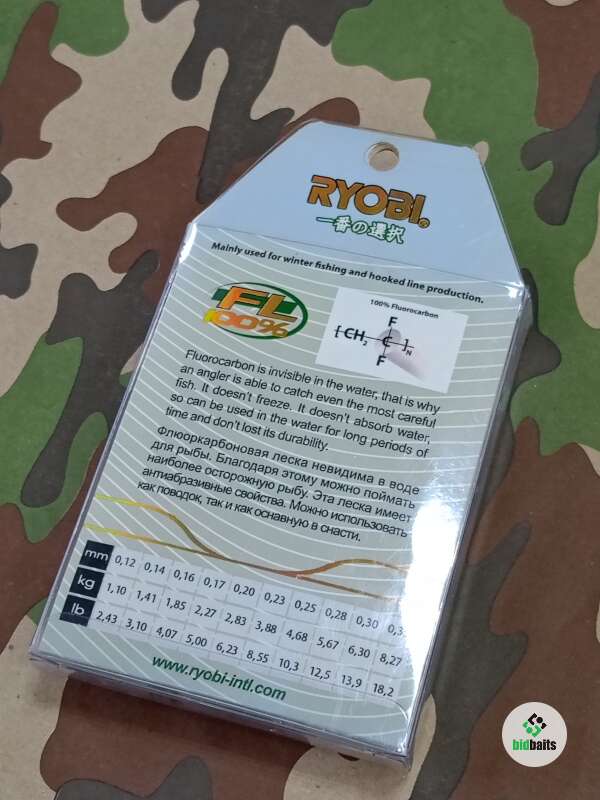 RYOBI®
一番の選択
Mainly used for winter fishing and hooked line production.
FL
100%
100% Fluorocarbon
F
[-CH₂-C-]N
F
Fluorocarbon is invisible in the water, that is why
an angler is able to catch even the most careful
fish. It doesn't freeze. It doesn't absorb water,
so can be used in the water for long periods of
time and don't lost its durability.
Флюоркарбоновая леска невидима в воде
для рыбы. Благодаря этому можно поймать
наиболее осторожную рыбу. Эта леска имеет
антиабразивные свойства. Можно использовать
как поводок, так и как оснавную в снасти.
mm 0,12 0,14 0,16 0,17 0,20 0,23 0,25 0,28 0,30
kg 1,10 1,41 1,85 2,27 2,83 3,88 4,68 5,67 6,30 8,27
lb 2,43 3,10 4,07 5,00 6,23 8,55 10,3 12,5 13,9 18,2
www.ryobi-intl.com
bidbaits